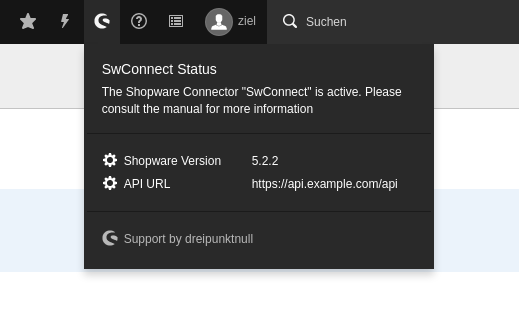 ziel
Suchen
SwConnect Status
The Shopware Connector "SwConnect" is active. Please
consult the manual for more information
Shopware Version 5.2.2
API URL https://api.example.com/api
Support by dreipunktnull